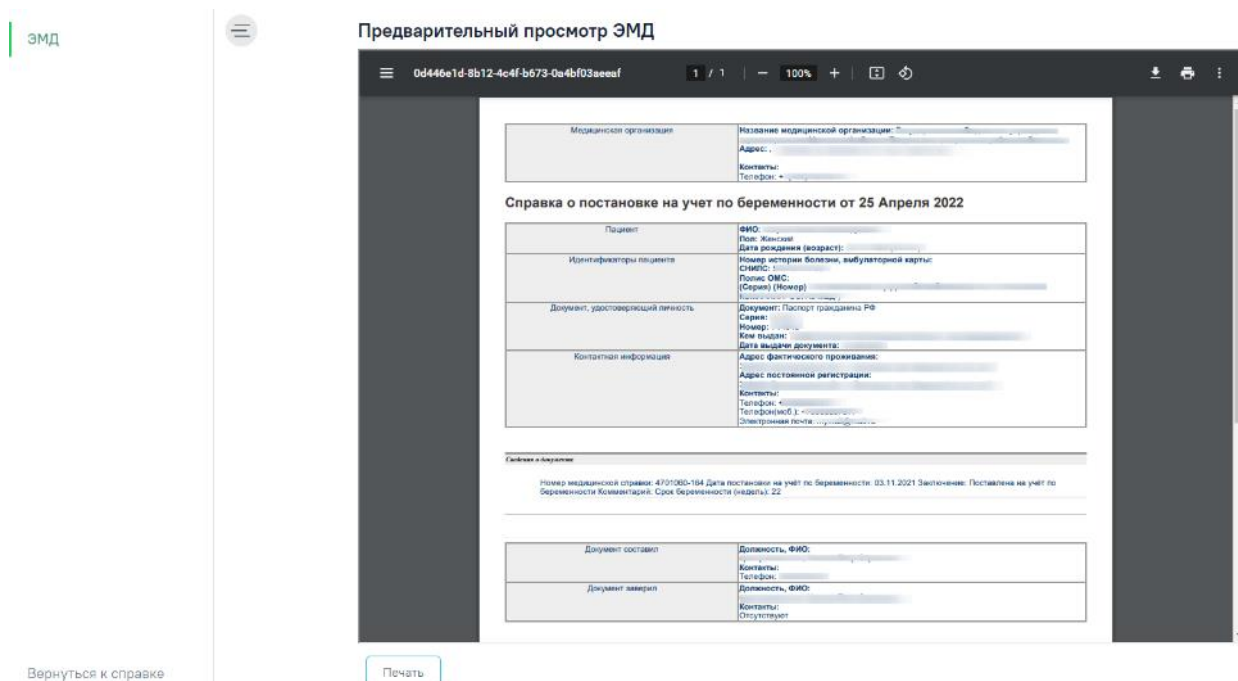 ЭМД
Предварительный просмотр ЭМД
0d446e1d-8b12-4c4f-b673-0a4bf03aeeaf 1 / 1 100%
Медицинская организация
Название медицинской организации:
Адрес: ,
Контакты:
Телефон: +
Справка о постановке на учет по беременности от 25 Апреля 2022
Пациент
ФИО:
Пол: Женский
Дата рождения (возраст):
Идентификаторы пациента
Номер истории болезни, амбулаторной карты:
СНИЛС:
Полис ОМС:
(Серия) (Номер)
Документ, удостоверяющий личность
Документ: Паспорт гражданина РФ
Серия:
Номер:
Кем выдан:
Дата выдачи документа:
Контактная информация
Адрес фактического проживания:
Адрес постоянной регистрации:
Контакты:
Телефон:
Телефон(моб.):
Электронная почта:
Сведения о документе
Номер медицинской справки: 4701060-164 Дата постановки на учёт по беременности: 03.11.2021 Заключение: Поставлена на учёт по
беременности Комментарий: Срок беременности (недель): 22
Документ составил
Должность, ФИО:
Контакты:
Телефон:
Документ заверил
Должность, ФИО:
Контакты:
Отсутствуют
Вернуться к справке
Печать